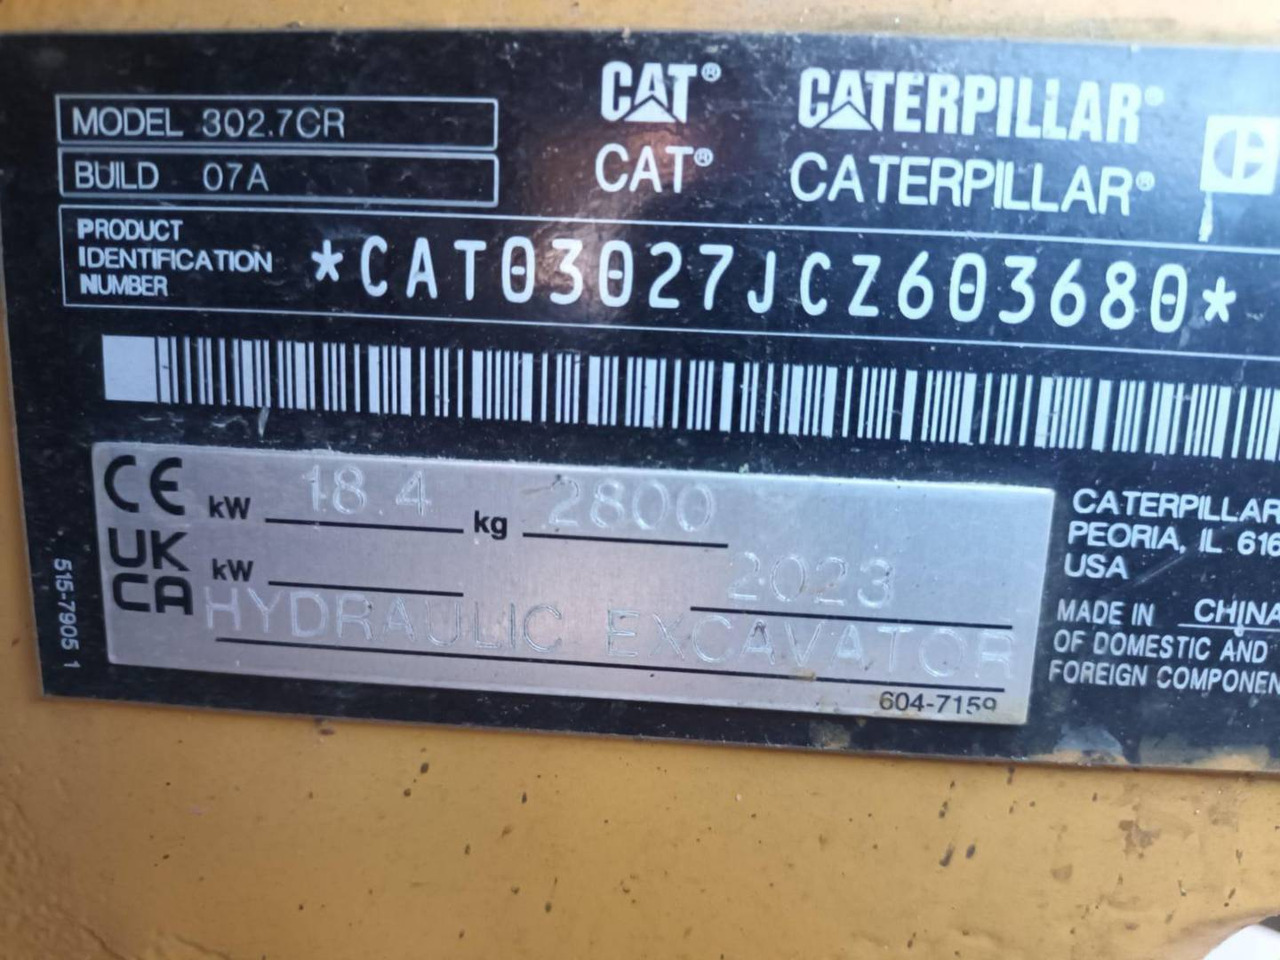 CAT® CATERPILLAR®
MODEL 302.7CR
CAT® CATERPILLAR®
BUILD 07A
PRODUCT
IDENTIFICATION
NUMBER
*CAT03027JCZ603680*
CE kW 18.4 kg 2800
UK
CA kW 2023
HYDRAULIC EXCAVATOR
604-7159
515-7905 1
CATERPILLAR
PEORIA, IL 616
USA
MADE IN CHINA
OF DOMESTIC AND
FOREIGN COMPONEN